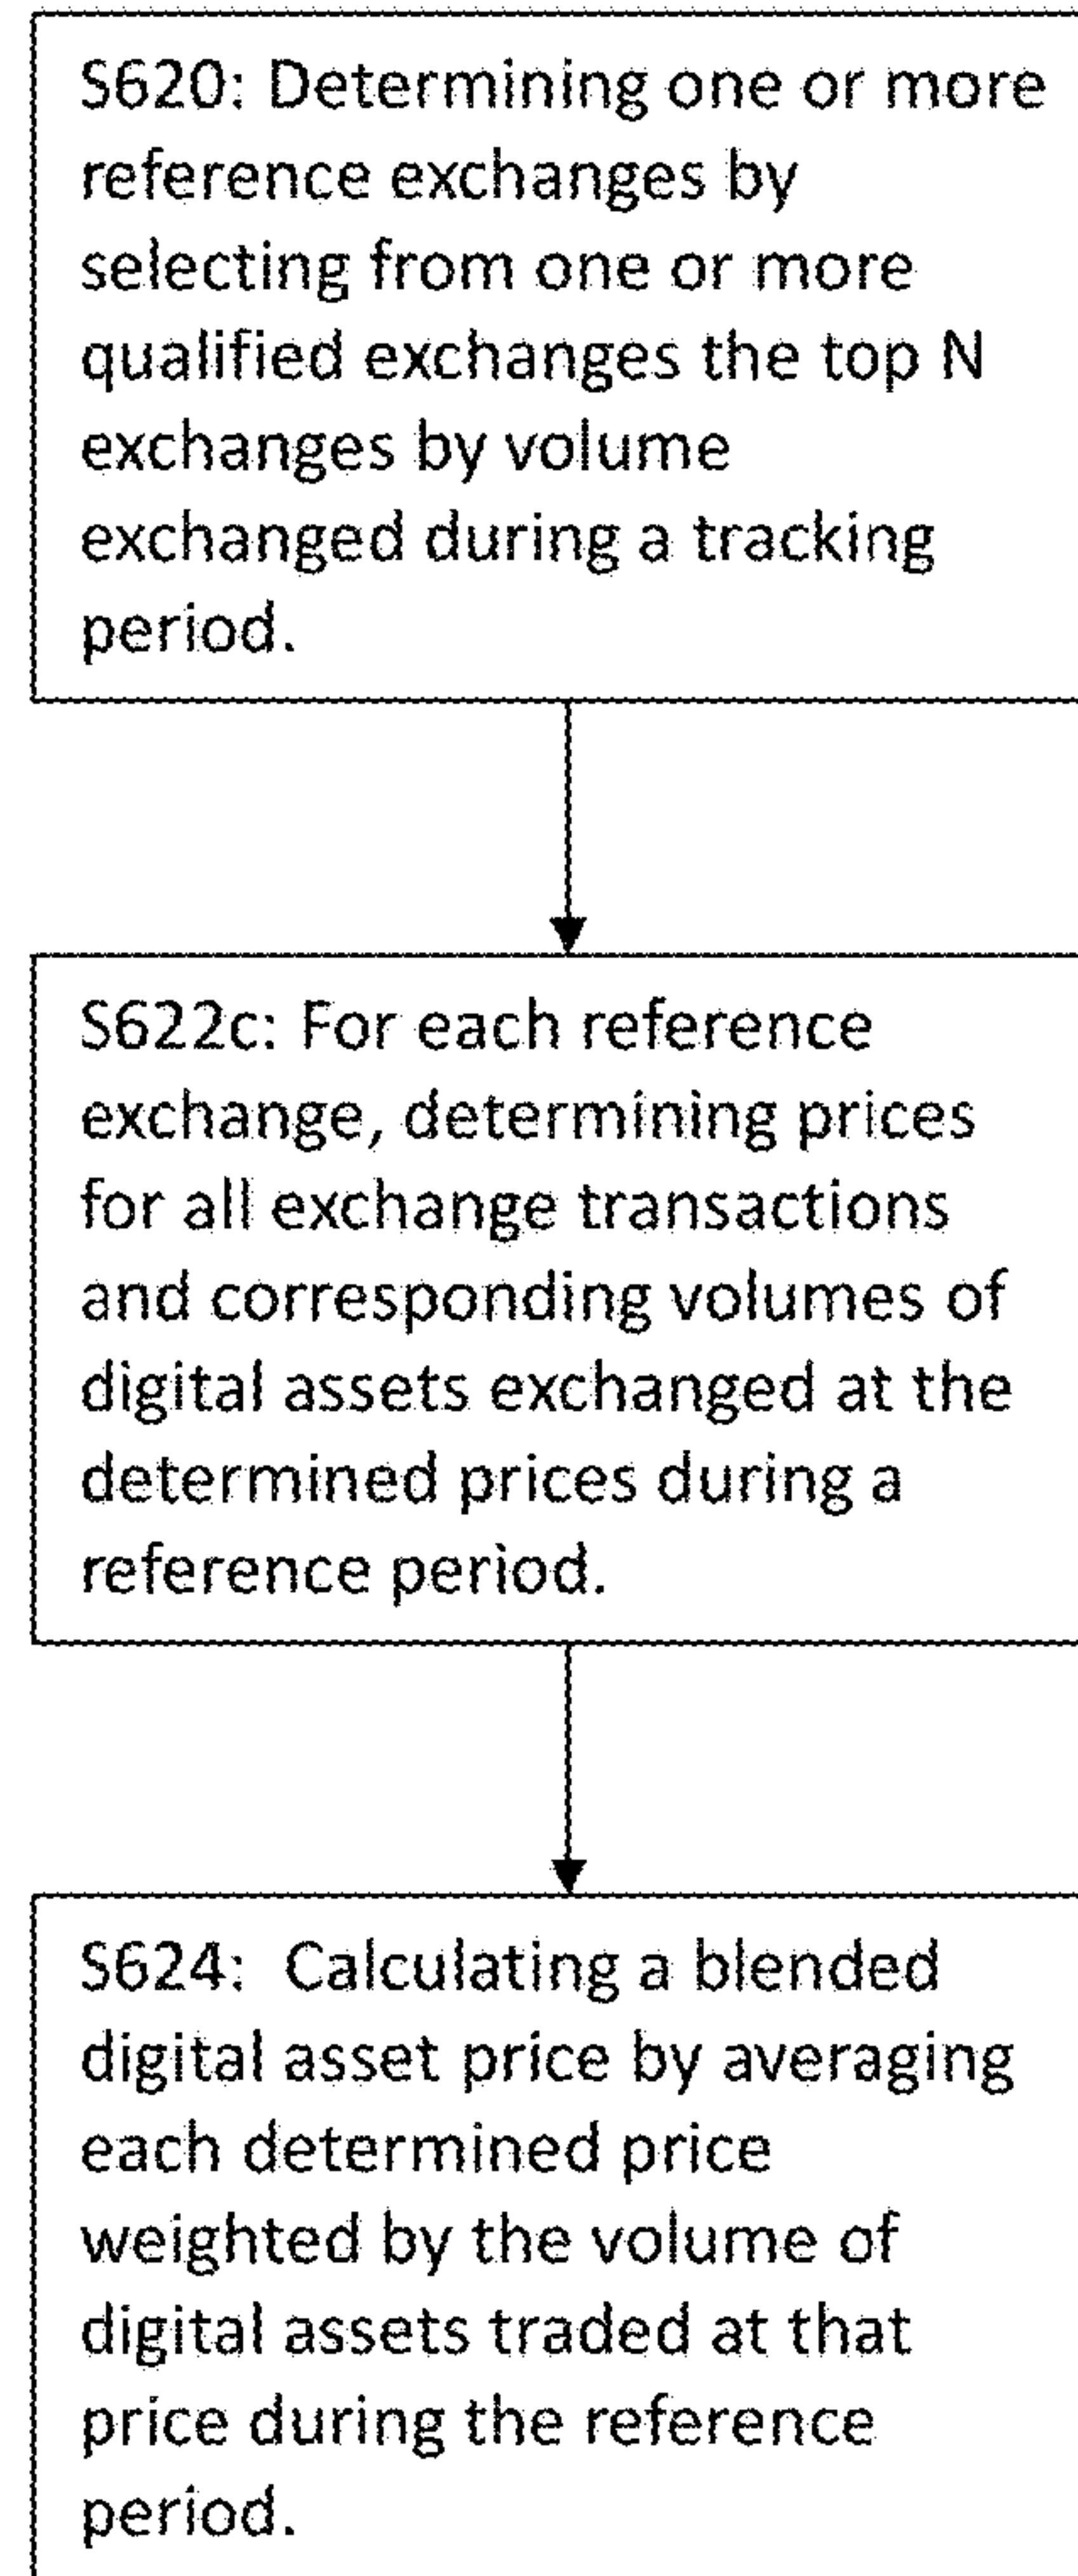 S620: Determining one or more
reference exchanges by
selecting from one or more
qualified exchanges the top N
exchanges by volume
exchanged during a tracking
period.
S622c: For each reference
exchange, determining prices
for all exchange transactions
and corresponding volumes of
digital assets exchanged at the
determined prices during a
reference period.
S624: Calculating a blended
digital asset price by averaging
each determined price
weighted by the volume of
digital assets traded at that
price during the reference
period.